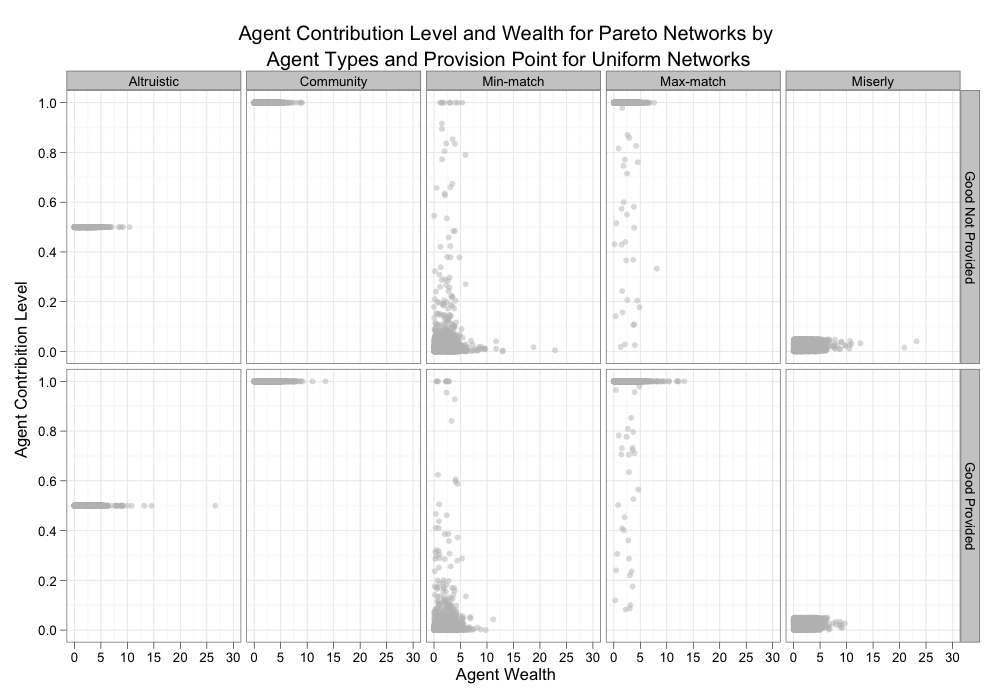 Agent Contribution Level and Wealth for Pareto Networks by
Agent Types and Provision Point for Uniform Networks
Altruistic Community Min-match Max-match Miserly
1.0
0.8
0.6
0.4
0.2
0.0
Good Not Provided
1.0
0.8
0.6
0.4
0.2
0.0
Good Provided
Agent Contribition Level
0 5 10 15 20 25 30 0 5 10 15 20 25 30 0 5 10 15 20 25 30 0 5 10 15 20 25 30 0 5 10 15 20 25 30
Agent Wealth